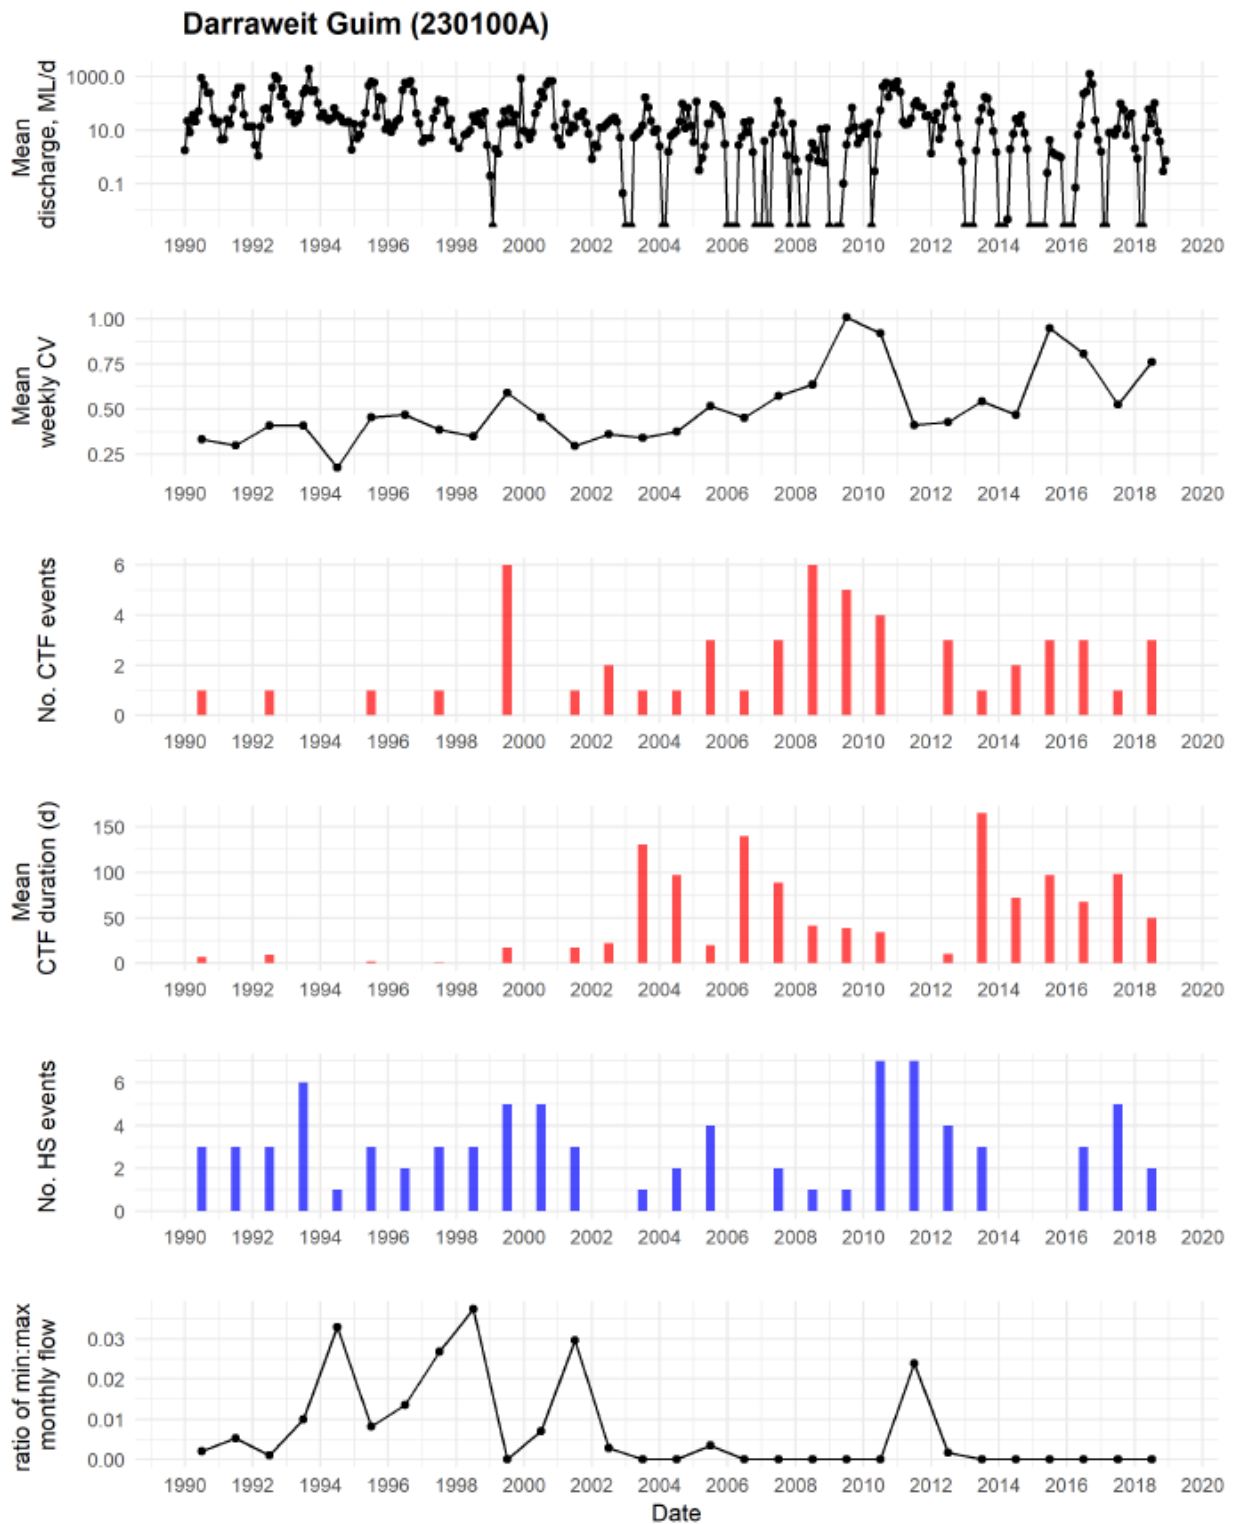 Darraweit Guim (230100A)
Mean
discharge, ML/d
1000.0
10.0
0.1
1990 1992 1994 1996 1998 2000 2002 2004 2006 2008 2010 2012 2014 2016 2018 2020
Mean
weekly CV
1.00
0.75
0.50
0.25
1990 1992 1994 1996 1998 2000 2002 2004 2006 2008 2010 2012 2014 2016 2018 2020
No. CTF events
6
4
2
0
1990 1992 1994 1996 1998 2000 2002 2004 2006 2008 2010 2012 2014 2016 2018 2020
Mean
CTF duration (d)
150
100
50
0
1990 1992 1994 1996 1998 2000 2002 2004 2006 2008 2010 2012 2014 2016 2018 2020
No. HS events
6
4
2
0
1990 1992 1994 1996 1998 2000 2002 2004 2006 2008 2010 2012 2014 2016 2018 2020
ratio of min:max
monthly flow
0.03
0.02
0.01
0.00
1990 1992 1994 1996 1998 2000 2002 2004 2006 2008 2010 2012 2014 2016 2018 2020
Date